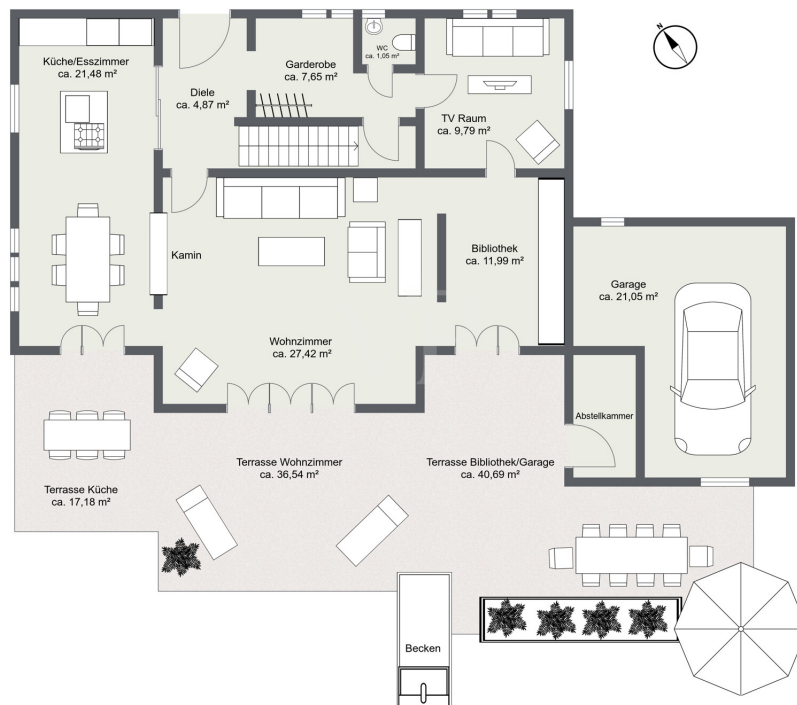 N
Küche/Esszimmer
ca. 21,48 m²
Diele
ca. 4,87 m²
Garderobe
ca. 7,65 m²
WC
ca. 1,05 m²
TV Raum
ca. 9,79 m²
Kamin
Bibliothek
ca. 11,99 m²
Wohnzimmer
ca. 27,42 m²
Garage
ca. 21,05 m²
Abstellkammer
Terrasse Küche
ca. 17,18 m²
Terrasse Wohnzimmer
ca. 36,54 m²
Terrasse Bibliothek/Garage
ca. 40,69 m²
Becken